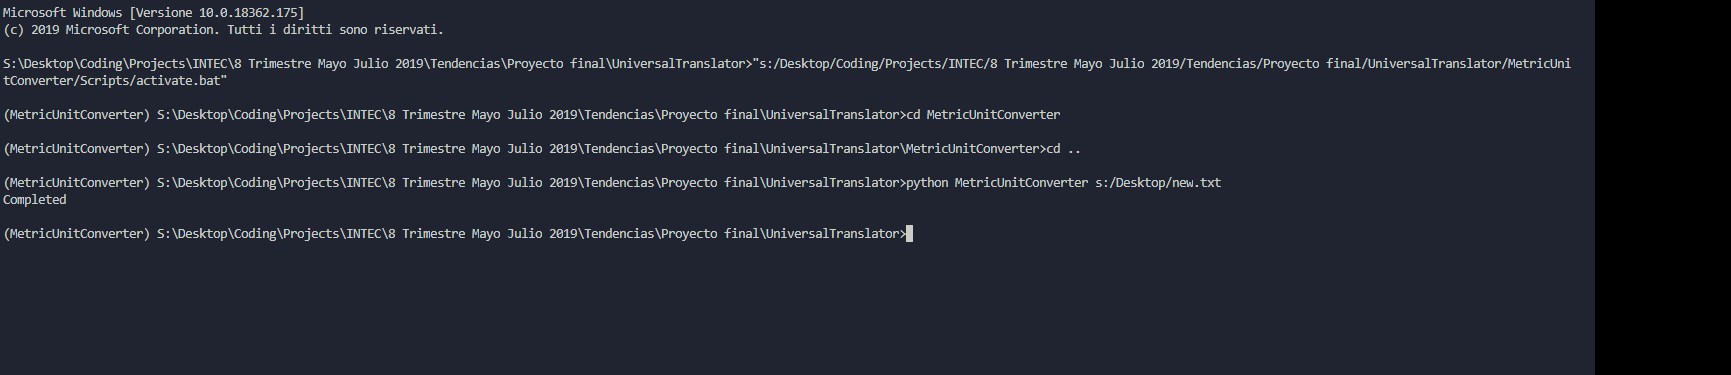 Microsoft Windows [Versione 10.0.18362.175]
(c) 2019 Microsoft Corporation. Tutti i diritti sono riservati.
S:\Desktop\Coding\Projects\INTEC\8 Trimestre Mayo Julio 2019\Tendencias\Proyecto final\UniversalTranslator>"s:/Desktop/Coding/Projects/INTEC/8 Trimestre Mayo Julio 2019/Tendencias/Proyecto final/UniversalTranslator/MetricUni
tConverter/Scripts/activate.bat"
(MetricUnitConverter) S:\Desktop\Coding\Projects\INTEC\8 Trimestre Mayo Julio 2019\Tendencias\Proyecto final\UniversalTranslator>cd MetricUnitConverter
(MetricUnitConverter) S:\Desktop\Coding\Projects\INTEC\8 Trimestre Mayo Julio 2019\Tendencias\Proyecto final\UniversalTranslator\MetricUnitConverter>cd ..
(MetricUnitConverter) S:\Desktop\Coding\Projects\INTEC\8 Trimestre Mayo Julio 2019\Tendencias\Proyecto final\UniversalTranslator>python MetricUnitConverter s:/Desktop/new.txt
Completed
(MetricUnitConverter) S:\Desktop\Coding\Projects\INTEC\8 Trimestre Mayo Julio 2019\Tendencias\Proyecto final\UniversalTranslator>